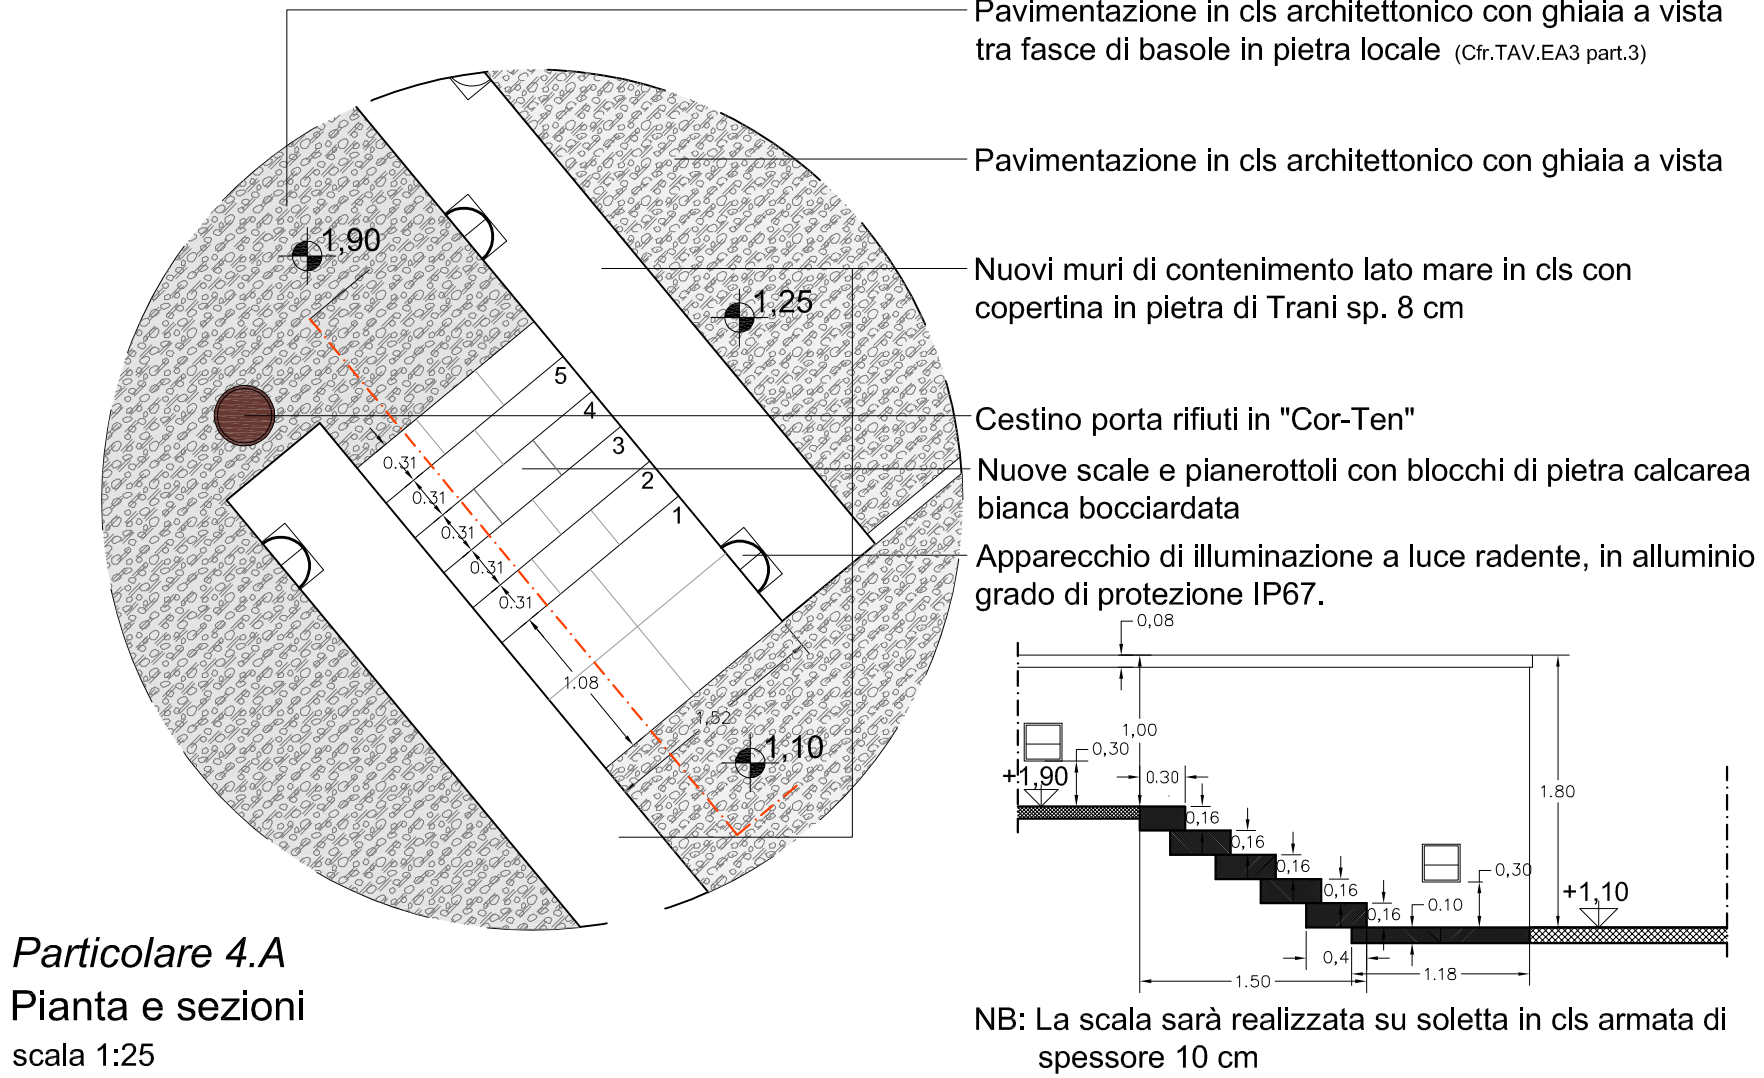 Pavimentazione in cls architettonico con ghiaia a vista
tra fasce di basole in pietra locale (Cfr.TAV.EA3 part.3)
Pavimentazione in cls architettonico con ghiaia a vista
1,90
1,25
Nuovi muri di contenimento lato mare in cls con
copertina in pietra di Trani sp. 8 cm
5
4
3
2
1
Cestino porta rifiuti in "Cor-Ten"
Nuove scale e pianerottoli con blocchi di pietra calcarea
bianca bocciardata
Apparecchio di illuminazione a luce radente, in alluminio
grado di protezione IP67.
0.31
0.31
0.31
0.31
0.31
1.08
1,52
1,10
0,08
1,00
0,30
+1,90
0.30
1.80
0,16
0,16
0,16
0,16
0,16
0,30
+1,10
0.10
0,4
1.50
1.18
Particolare 4.A
Pianta e sezioni
scala 1:25
NB: La scala sarà realizzata su soletta in cls armata di
spessore 10 cm